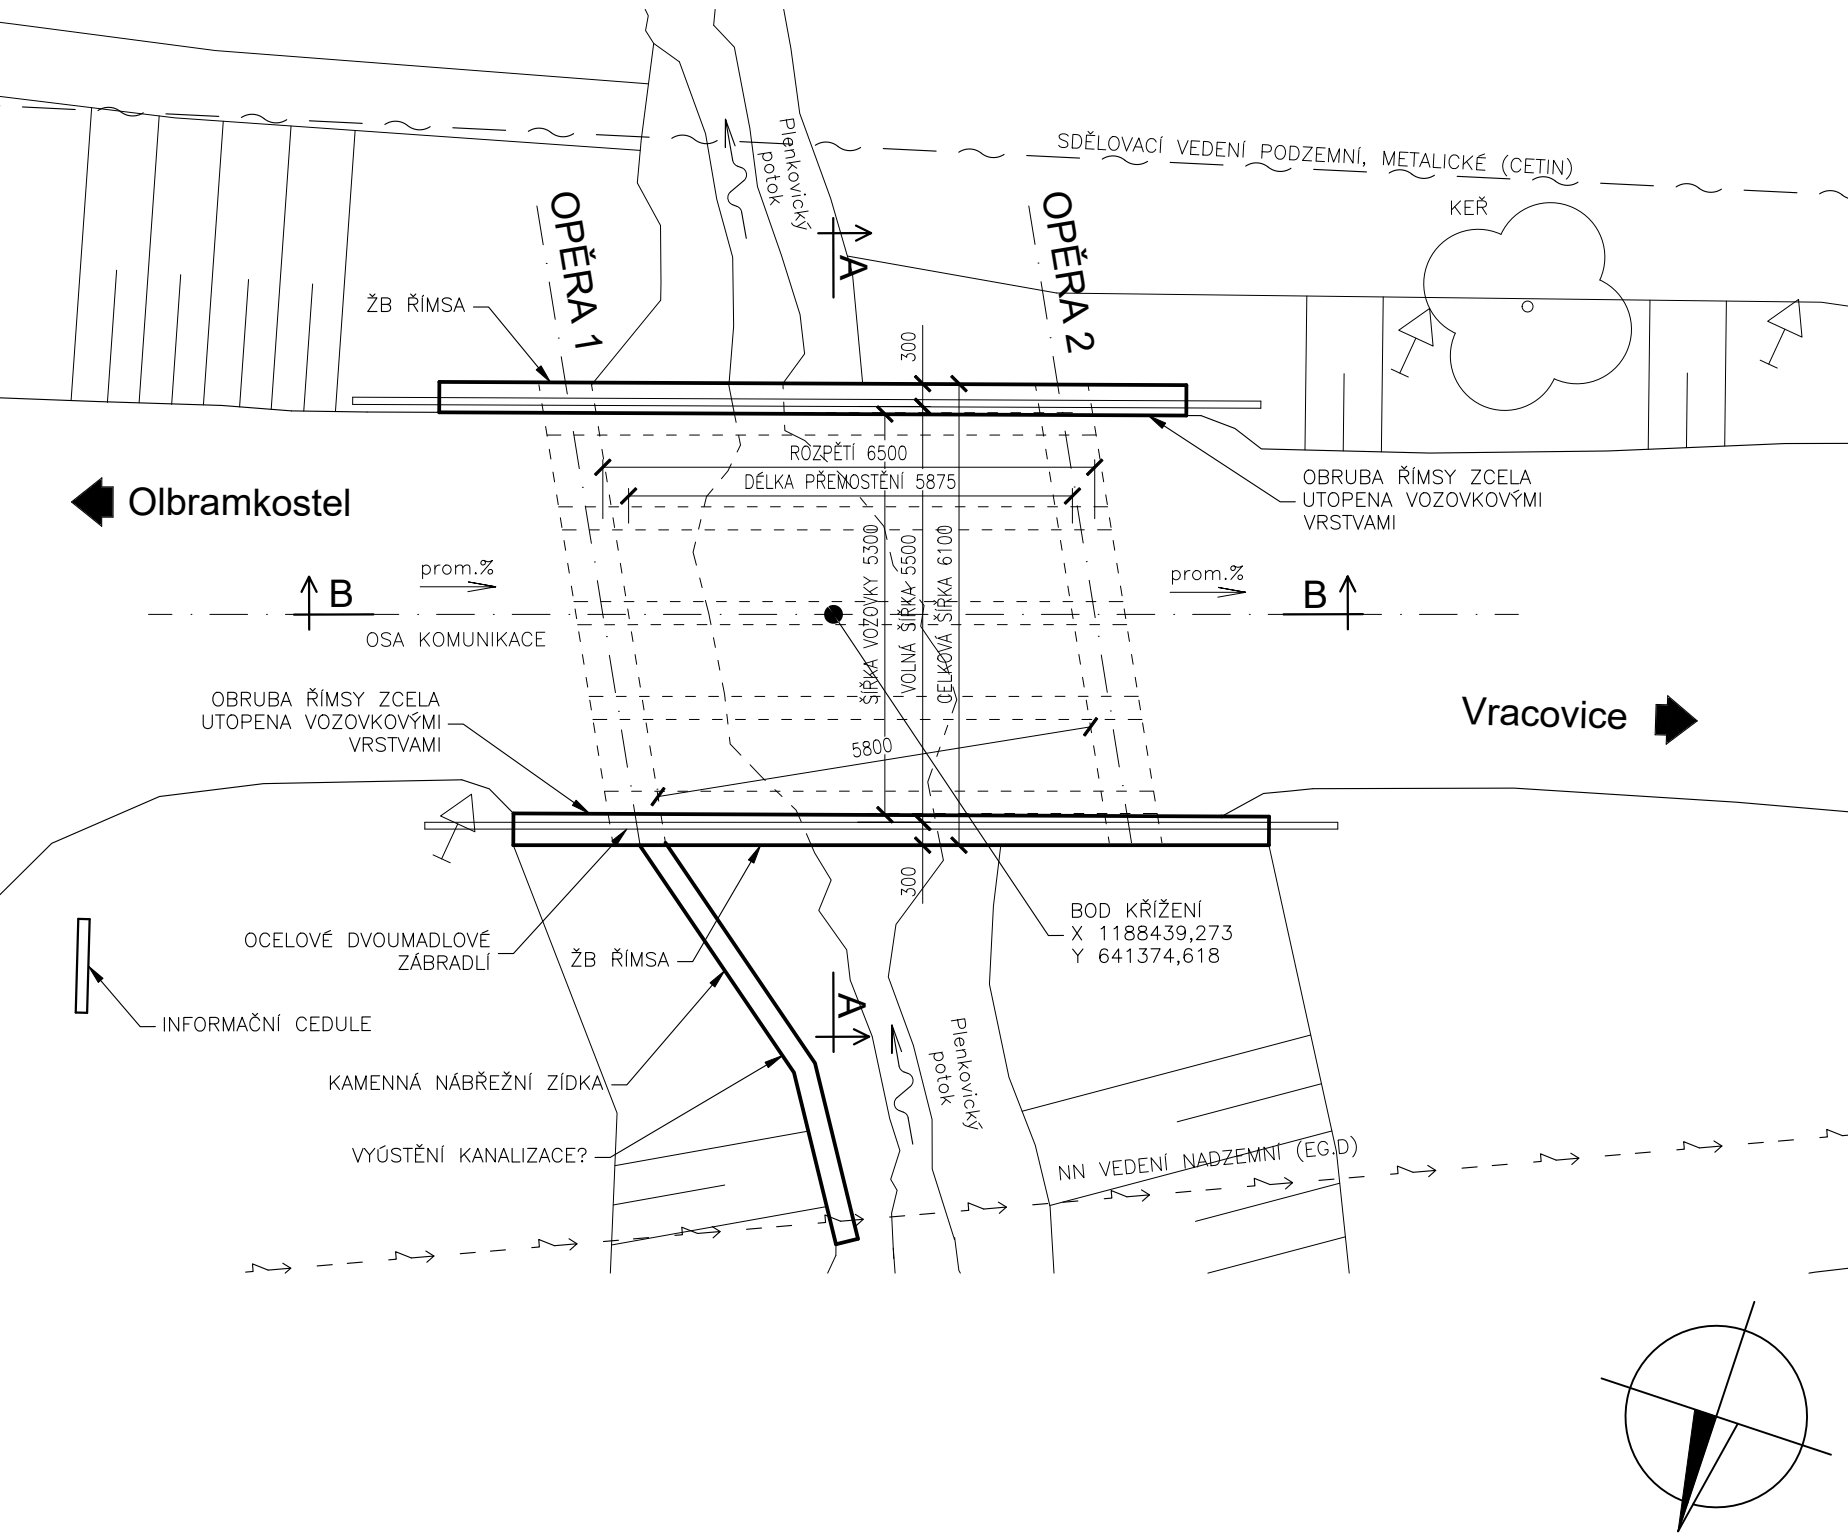 SDĚLOVACÍ VEDENÍ PODZEMNÍ, METALICKÉ (CETIN)
Plenkovický
potok
KEŘ
OPĚRA 1
OPĚRA 2
A
ŽB ŘÍMSA
300
ROZPĚTÍ 6500
DÉLKA PŘEMOSTĚNÍ 5875
OBRUBA ŘÍMSY ZCELA
UTOPENA VOZOVKOVÝMI
VRSTVAMI
Olbramkostel
prom.%
prom.%
B
B
OSA KOMUNIKACE
ŠÍŘKA VOZOVKY 5300
VOLNÁ ŠÍŘKA 5500
CELKOVÁ ŠÍŘKA 6100
OBRUBA ŘÍMSY ZCELA
UTOPENA VOZOVKOVÝMI
VRSTVAMI
Vracovice
5800
300
BOD KŘÍŽENÍ
X 1188439,273
Y 641374,618
OCELOVÉ DVOUMADLOVÉ
ZÁBRADLÍ
ŽB ŘÍMSA
A
INFORMAČNÍ CEDULE
Plenkovický
potok
KAMENNÁ NÁBŘEŽNÍ ZÍDKA
VYÚSTĚNÍ KANALIZACE?
NN VEDENÍ NADZEMNÍ (EG.D)